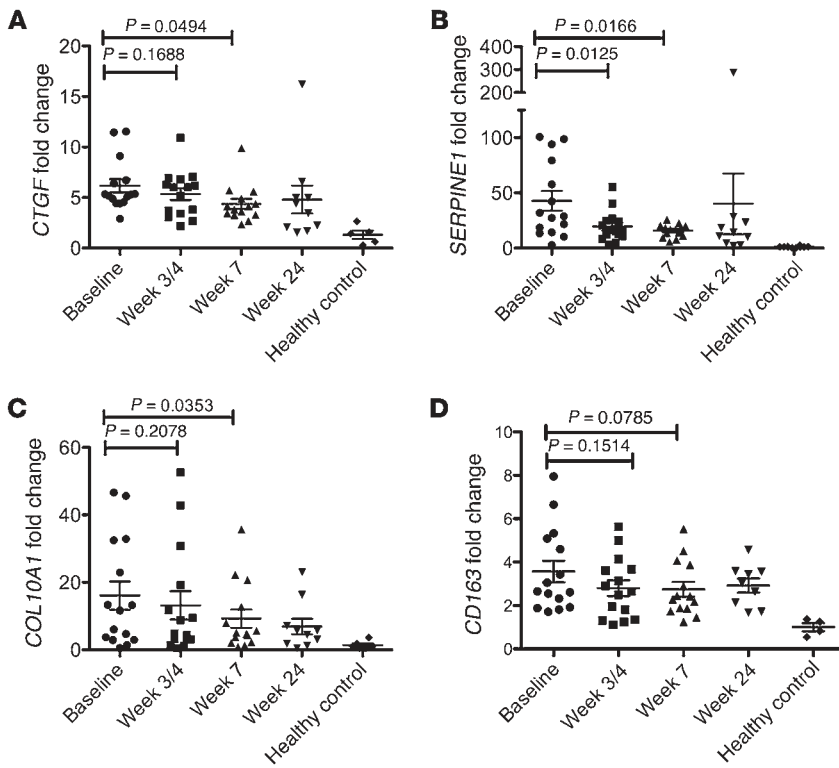 A
P = 0.0494
P = 0.1688
CTGF fold change
20
15
10
5
0
Baseline
Week 3/4
Week 7
Week 24
Healthy control
B
P = 0.0166
P = 0.0125
SERPINE1 fold change
400
300
200
100
50
0
Baseline
Week 3/4
Week 7
Week 24
Healthy control
C
P = 0.0353
P = 0.2078
COL10A1 fold change
60
40
20
0
Baseline
Week 3/4
Week 7
Week 24
Healthy control
D
P = 0.0785
P = 0.1514
CD163 fold change
10
8
6
4
2
0
Baseline
Week 3/4
Week 7
Week 24
Healthy control